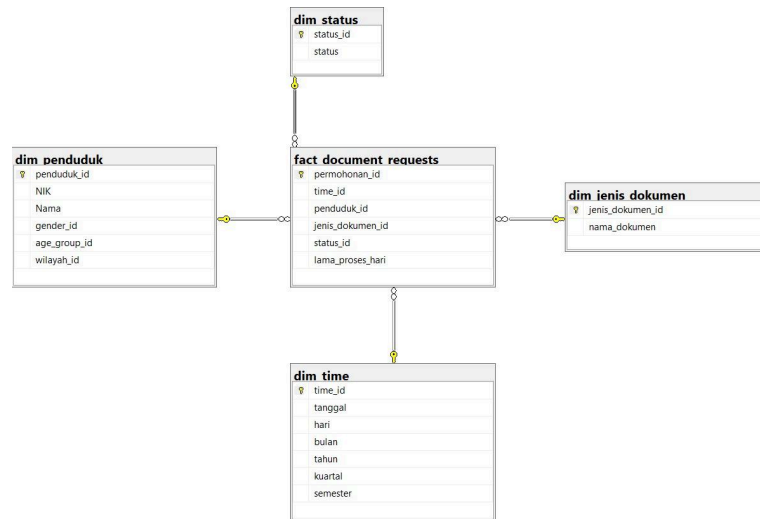 dim_status
status_id
status
dim_penduduk
penduduk_id
NIK
Nama
gender_id
age_group_id
wilayah_id
fact_document_requests
permohonan_id
time_id
penduduk_id
jenis_dokumen_id
status_id
lama_proses_hari
dim_jenis_dokumen
jenis_dokumen_id
nama_dokumen
dim_time
time_id
tanggal
hari
bulan
tahun
kuartal
semester